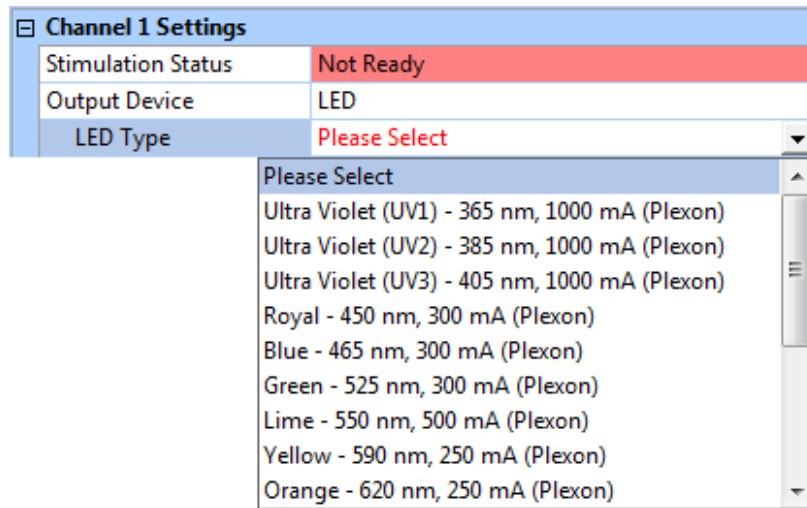 Channel 1 Settings
Stimulation Status Not Ready
Output Device LED
LED Type Please Select
Please Select
Ultra Violet (UV1) - 365 nm, 1000 mA (Plexon)
Ultra Violet (UV2) - 385 nm, 1000 mA (Plexon)
Ultra Violet (UV3) - 405 nm, 1000 mA (Plexon)
Royal - 450 nm, 300 mA (Plexon)
Blue - 465 nm, 300 mA (Plexon)
Green - 525 nm, 300 mA (Plexon)
Lime - 550 nm, 500 mA (Plexon)
Yellow - 590 nm, 250 mA (Plexon)
Orange - 620 nm, 250 mA (Plexon)